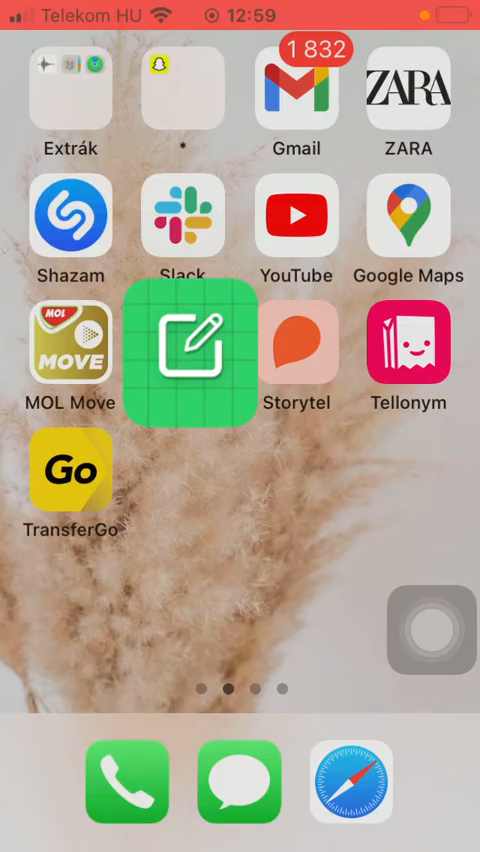 Telekom HU 12:59
1 832
ZARA
Extrák * Gmail ZARA
Shazam Slack YouTube Google Maps
MOL
MOVE
MOL Move Storytel Tellonym
Go
TransferGo